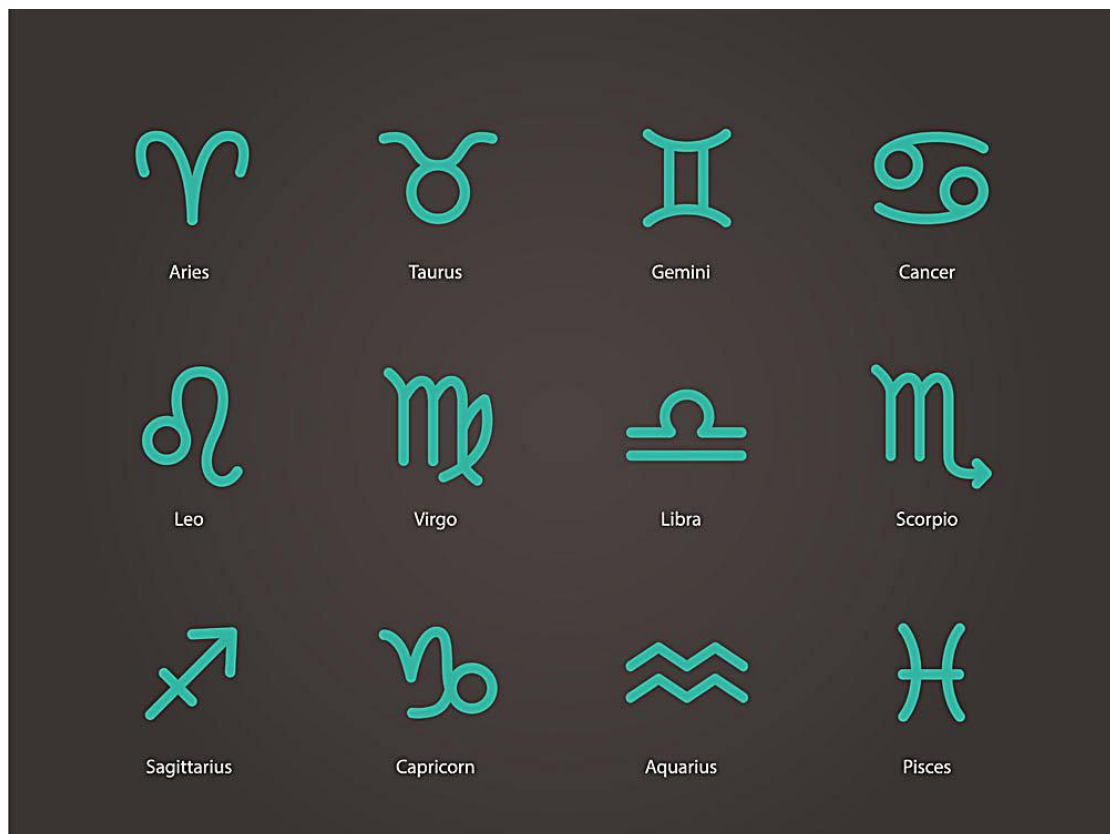 Aries Taurus Gemini Cancer
Leo Virgo Libra Scorpio
Sagittarius Capricorn Aquarius Pisces